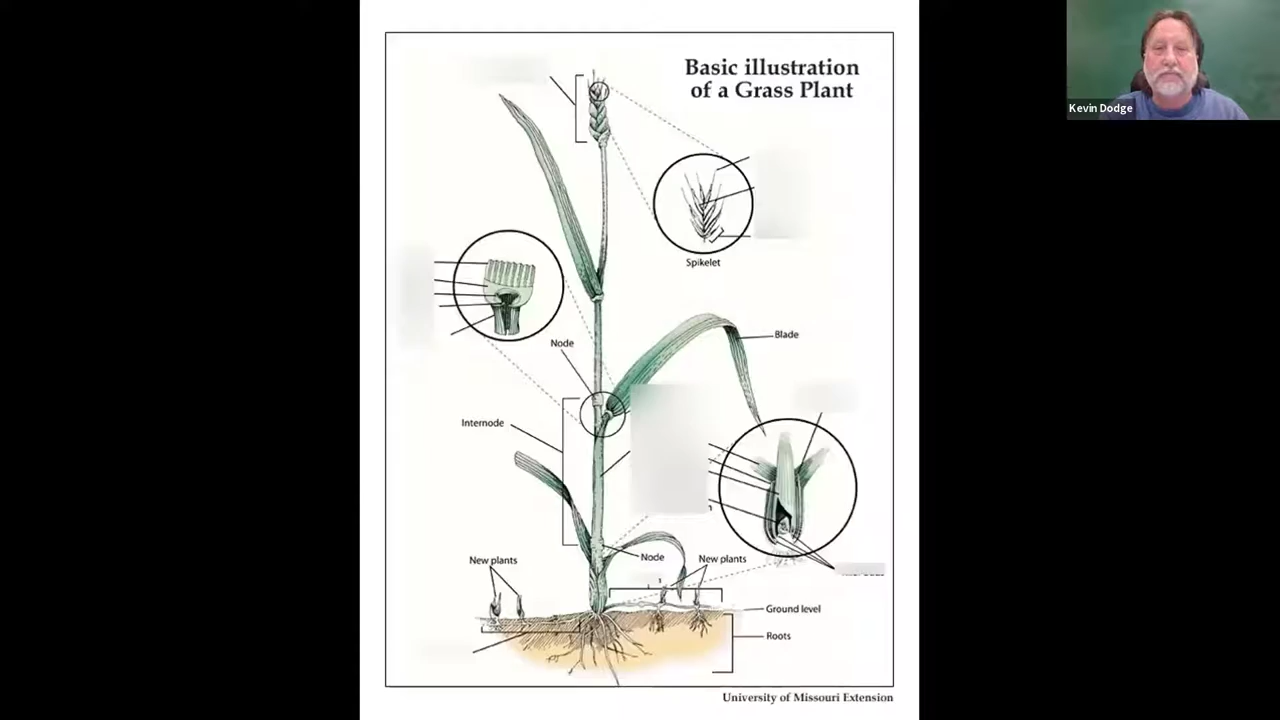 Basic illustration
of a Grass Plant
Kevin Dodge
Spikelet
Blade
Node
Internode
Node
New plants
New plants
Ground level
Roots
University of Missouri Extension